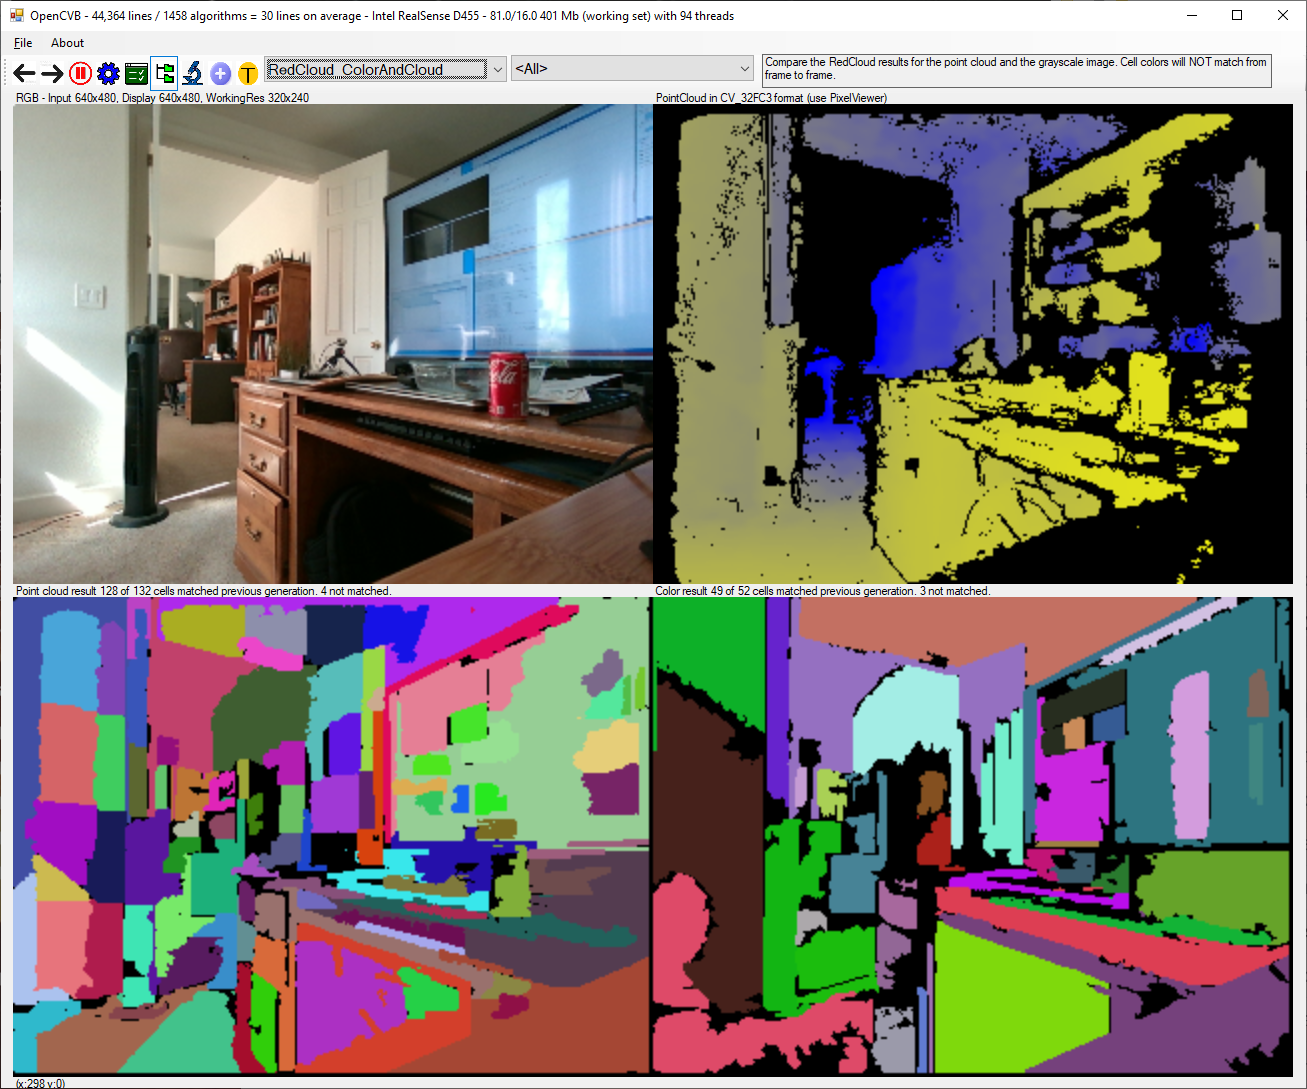 OpenCVB - 44,364 lines / 1458 algorithms = 30 lines on average - Intel RealSense D455 - 81.0/16.0 401 Mb (working set) with 94 threads
File About
RedCloud_ColorAndCloud
<All>
Compare the RedCloud results for the point cloud and the grayscale image. Cell colors will NOT match from
frame to frame.
RGB - Input 640x480, Display 640x480, WorkingRes 320x240
PointCloud in CV_32FC3 format (use PixelViewer)
Point cloud result 128 of 132 cells matched previous generation. 4 not matched.
Color result 49 of 52 cells matched previous generation. 3 not matched.
(x:298 y:0)